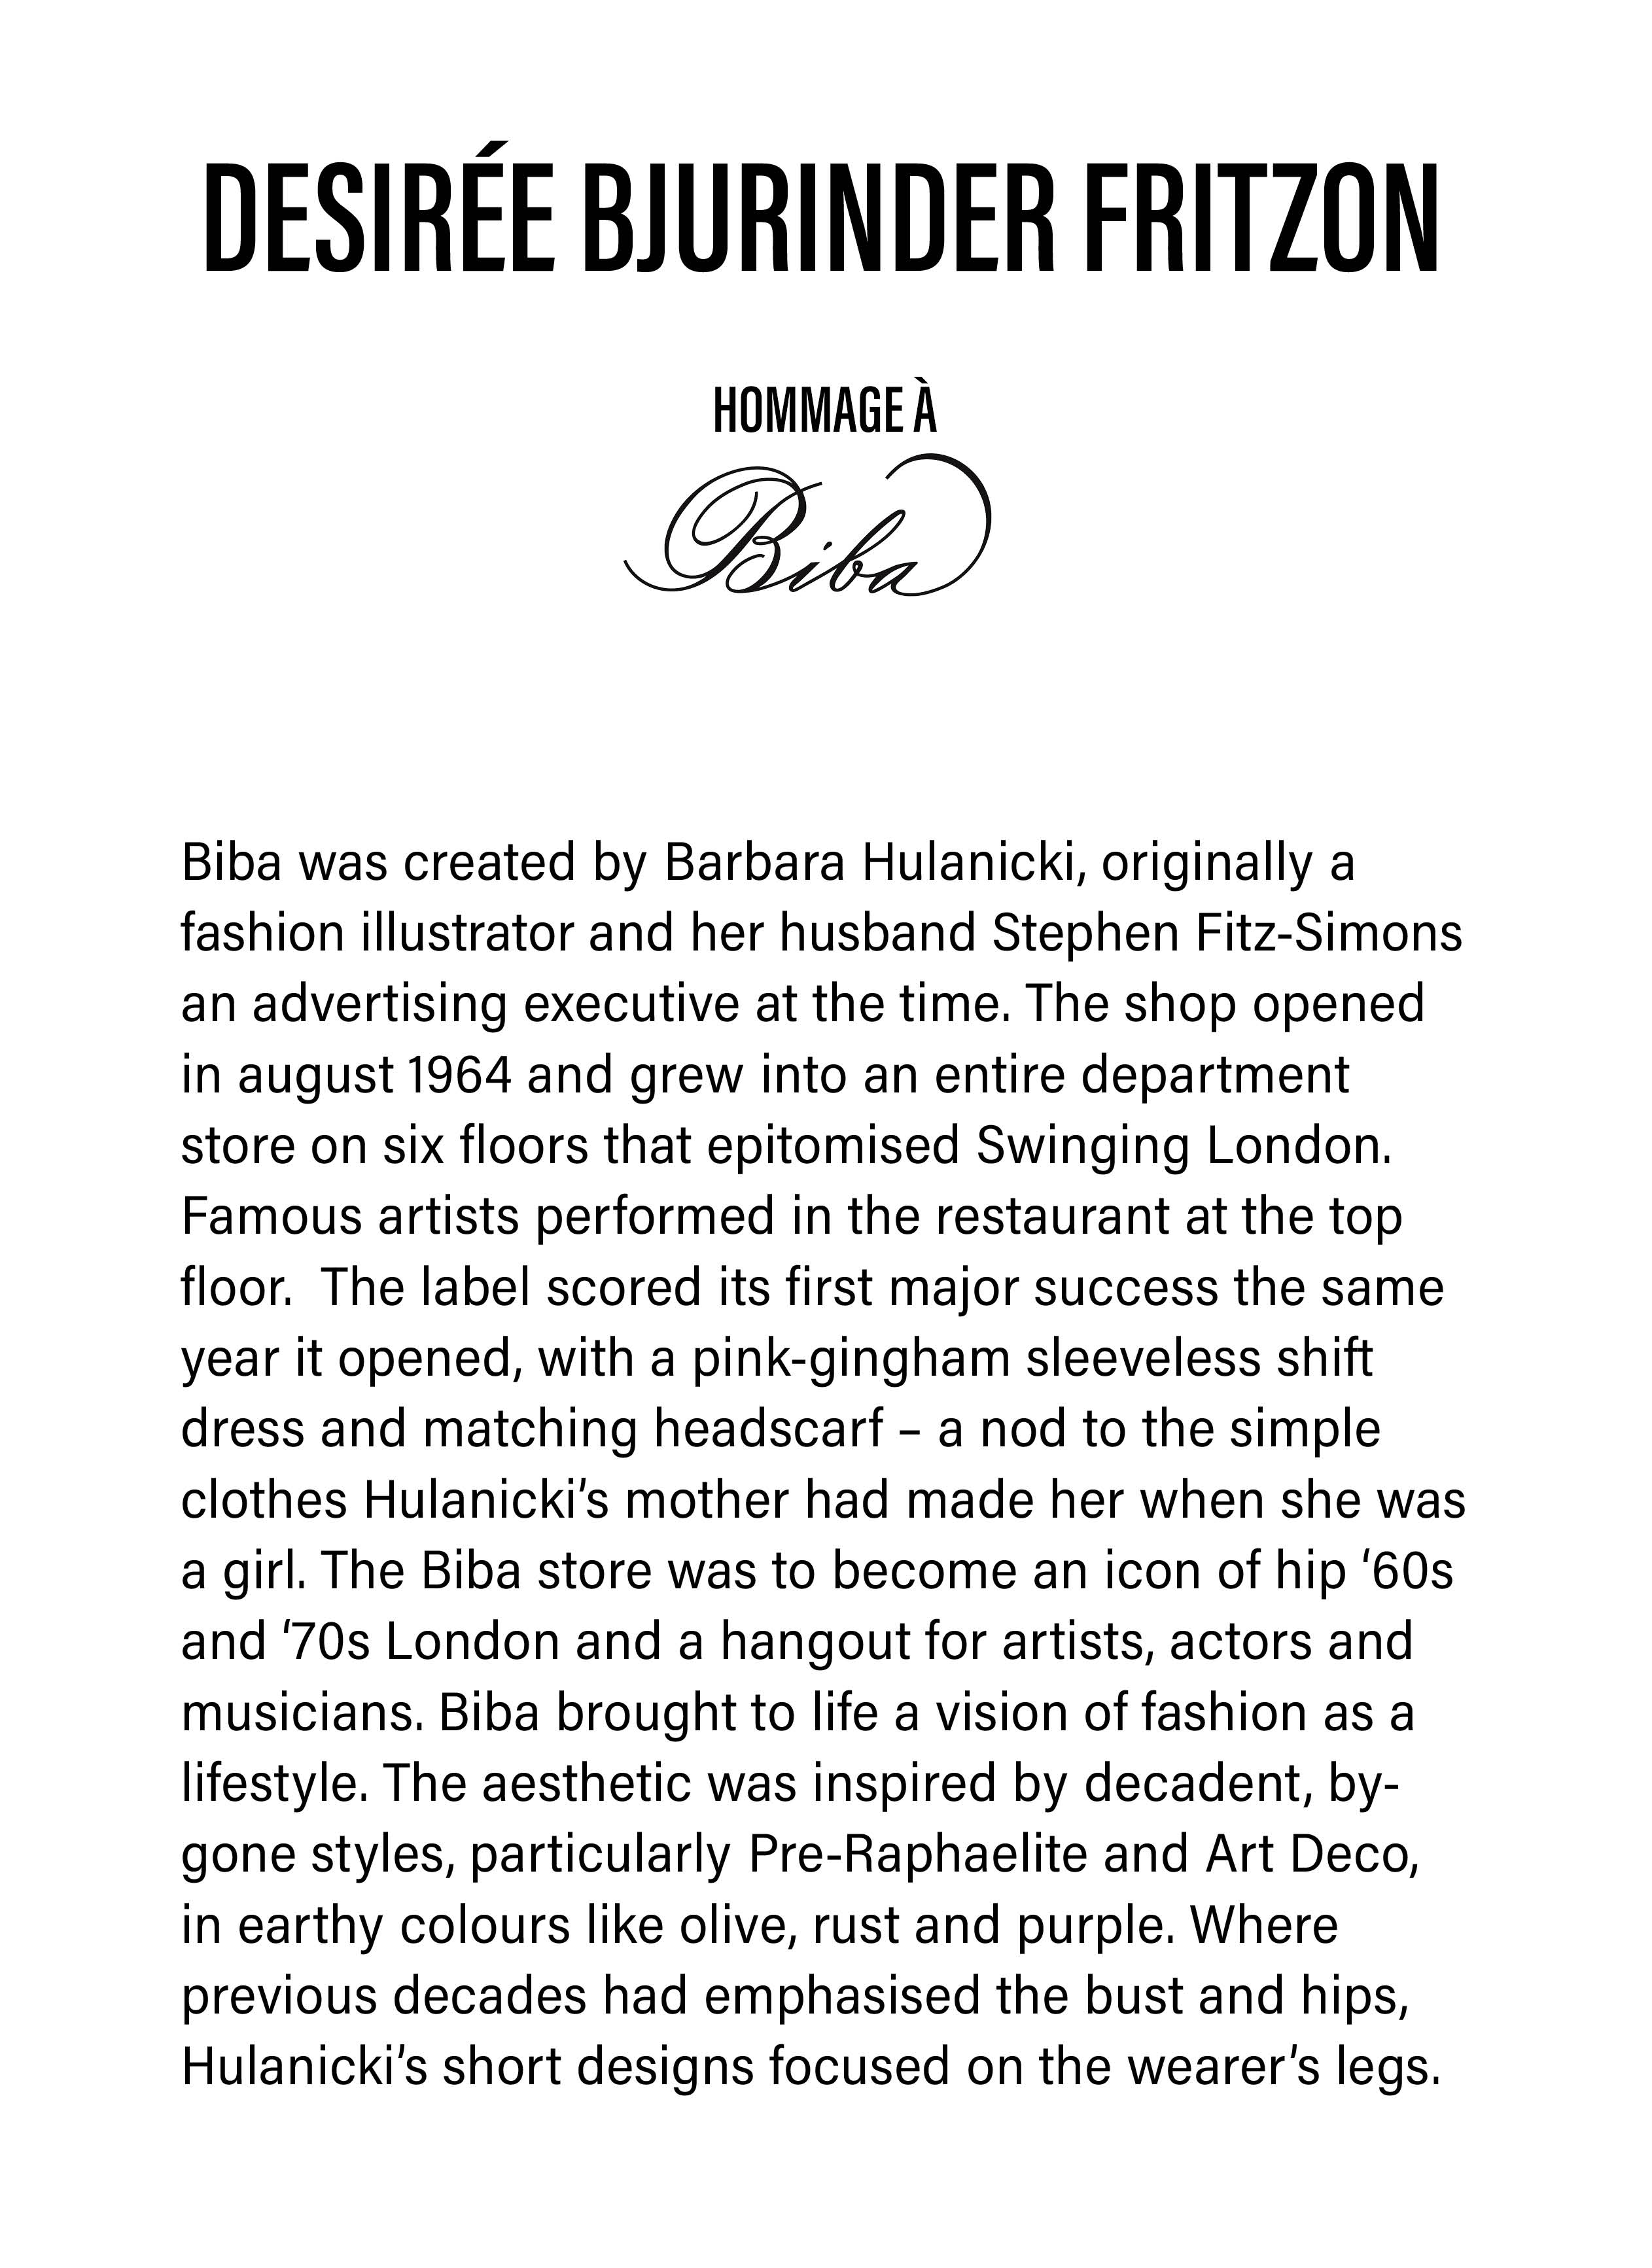 DESIRÉE BJURINDER FRITZON
HOMMAGE À
Biba
Biba was created by Barbara Hulanicki, originally a
fashion illustrator and her husband Stephen Fitz-Simons
an advertising executive at the time. The shop opened
in august 1964 and grew into an entire department
store on six floors that epitomised Swinging London.
Famous artists performed in the restaurant at the top
floor.  The label scored its first major success the same
year it opened, with a pink-gingham sleeveless shift
dress and matching headscarf – a nod to the simple
clothes Hulanicki’s mother had made her when she was
a girl. The Biba store was to become an icon of hip ‘60s
and ‘70s London and a hangout for artists, actors and
musicians. Biba brought to life a vision of fashion as a
lifestyle. The aesthetic was inspired by decadent, by-
gone styles, particularly Pre-Raphaelite and Art Deco,
in earthy colours like olive, rust and purple. Where
previous decades had emphasised the bust and hips,
Hulanicki’s short designs focused on the wearer’s legs.